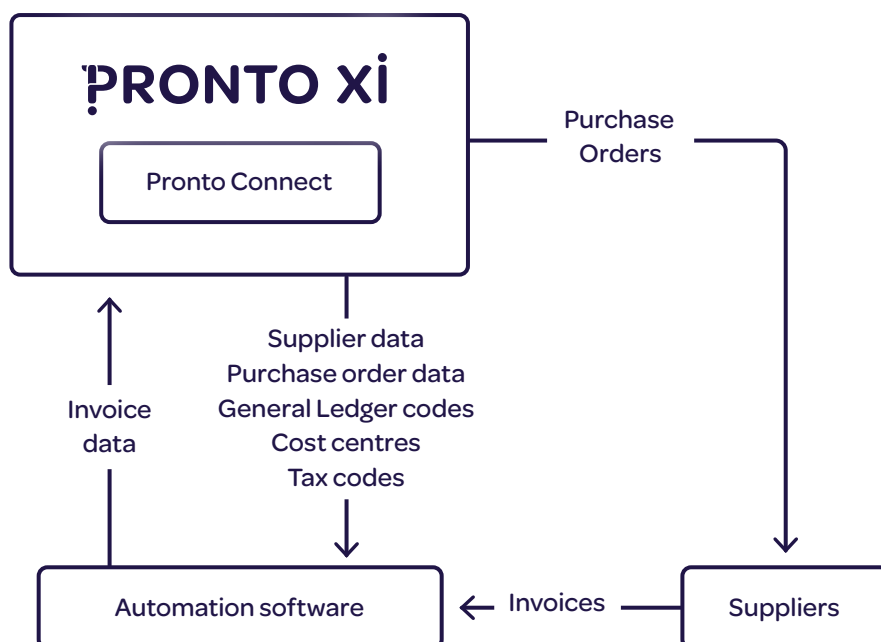 PRONTO Xi
Pronto Connect
Purchase
Orders
Supplier data
Purchase order data
General Ledger codes
Cost centres
Tax codes
Invoice
data
Automation software
Invoices
Suppliers